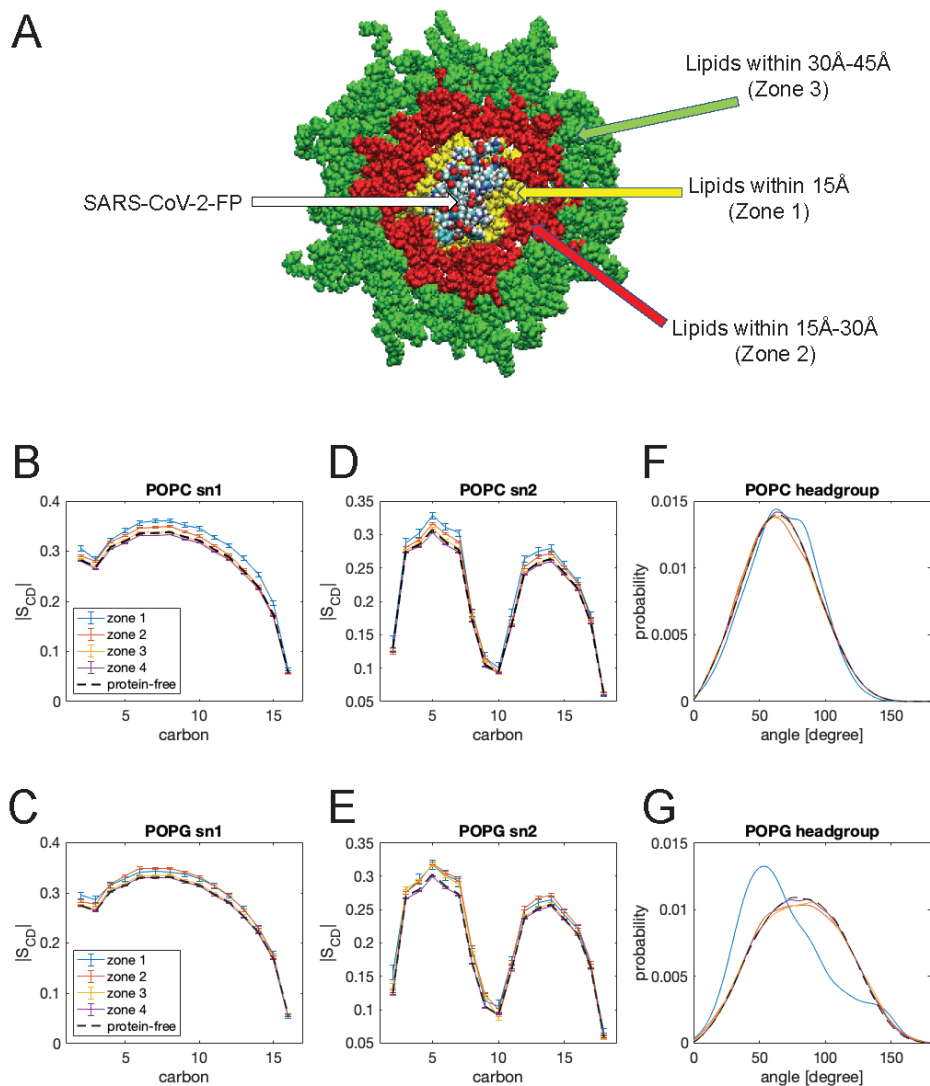 A
Lipids within 30Å-45Å
(Zone 3)
SARS-CoV-2-FP
Lipids within 15Å
(Zone 1)
Lipids within 15Å-30Å
(Zone 2)
B
POPC sn1
0.4
0.3
0.2
0.1
0
|S_CD|
zone 1
zone 2
zone 3
zone 4
protein-free
5
10
15
carbon
D
POPC sn2
0.35
0.3
0.25
0.2
0.15
0.1
0.05
|S_CD|
5
10
15
carbon
F
POPC headgroup
0.015
0.01
0.005
0
probability
0
50
100
150
angle [degree]
C
POPG sn1
0.4
0.3
0.2
0.1
0
|S_CD|
zone 1
zone 2
zone 3
zone 4
protein-free
5
10
15
carbon
E
POPG sn2
0.35
0.3
0.25
0.2
0.15
0.1
0.05
|S_CD|
5
10
15
carbon
G
POPG headgroup
0.015
0.01
0.005
0
probability
0
50
100
150
angle [degree]